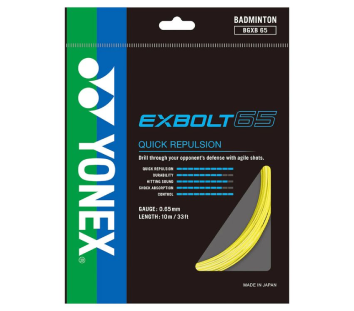 BADMINTON
BGXB 65
YONEX®
EXBOLT 65
QUICK REPULSION
Drill through your opponent's defense with agile shots.
QUICK REPULSION
DURABILITY
HITTING SOUND
SHOCK ABSORPTION
CONTROL
GAUGE: 0.65mm
LENGTH: 10m / 33ft
MADE IN JAPAN